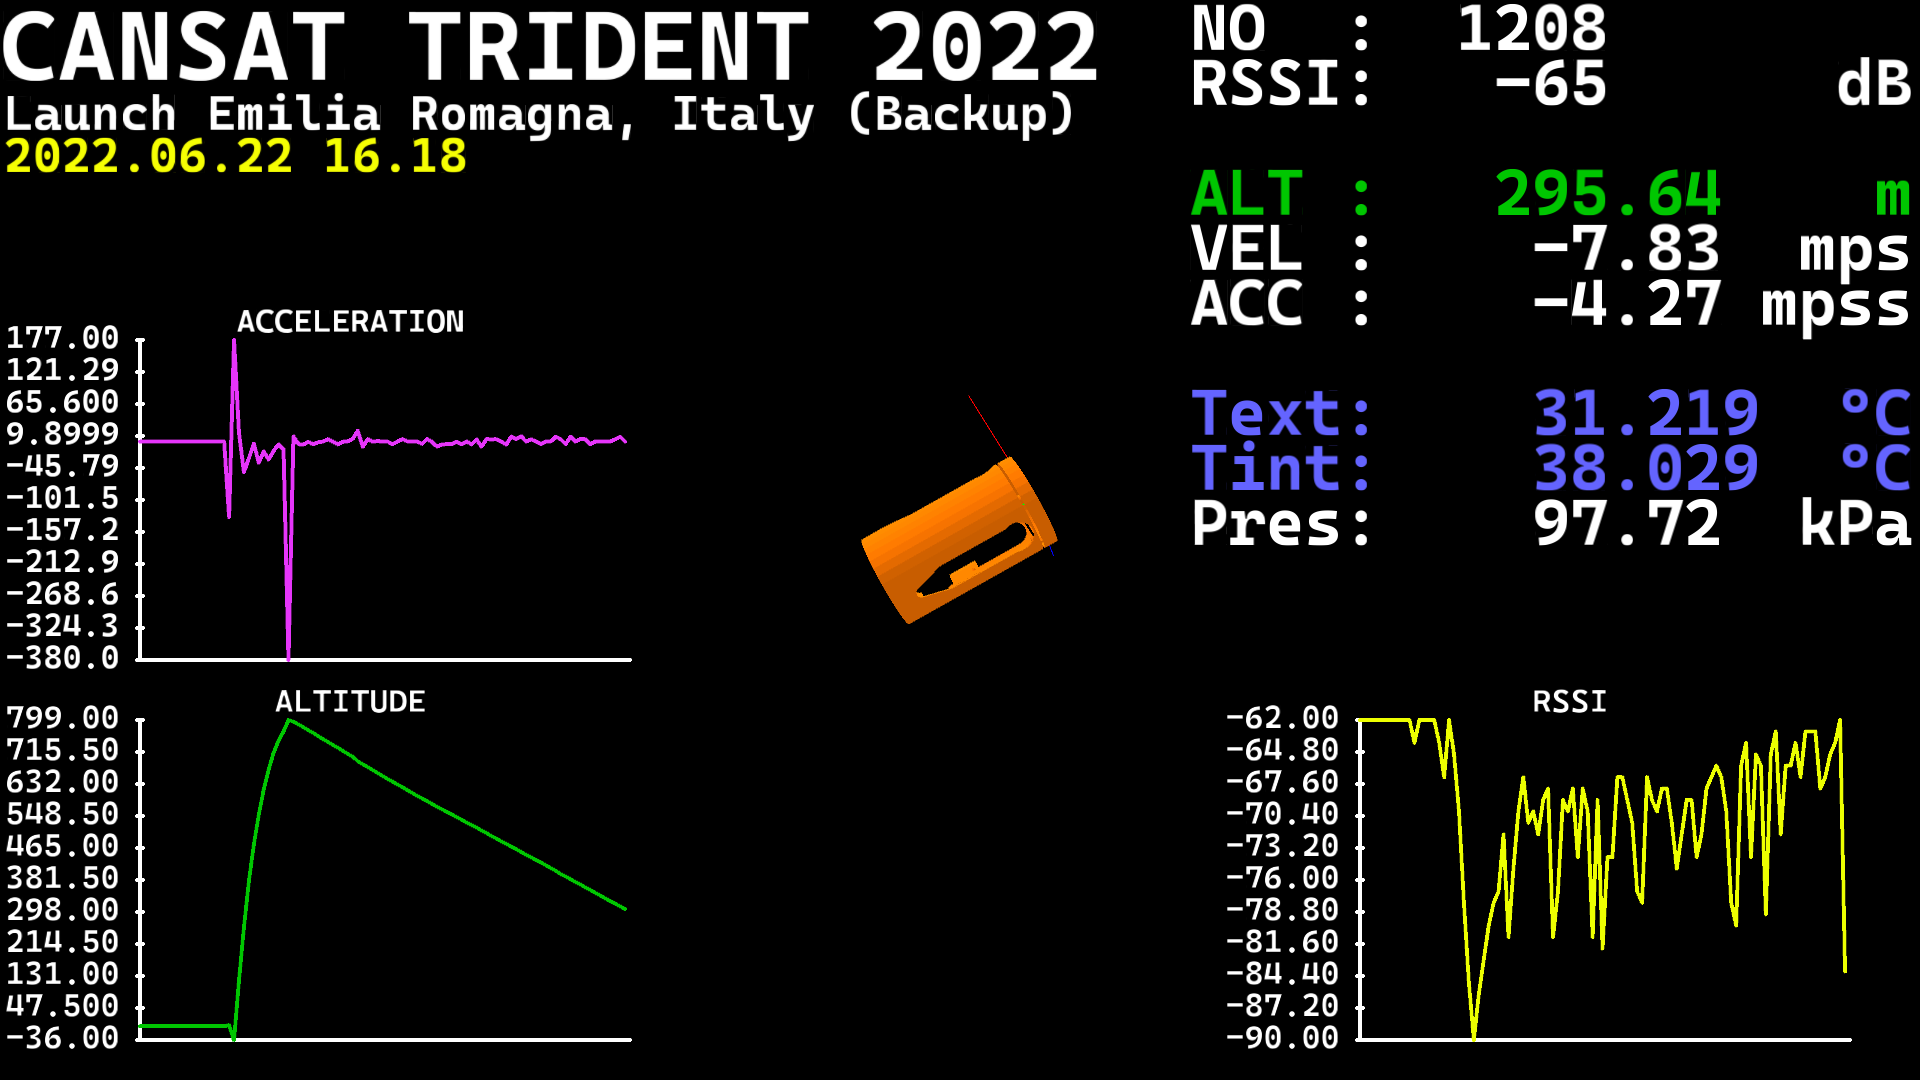 CANSAT TRIDENT 2022
Launch Emilia Romagna, Italy (Backup)
2022.06.22 16.18
NO : 1208
RSSI: -65 dB
ALT : 295.64 m
VEL : -7.83 mps
ACC : -4.27 mpss
Text: 31.219 °C
Tint: 38.029 °C
Pres: 97.72 kPa
ACCELERATION
177.00
121.29
65.600
9.8999
-45.79
-101.5
-157.2
-212.9
-268.6
-324.3
-380.0
ALTITUDE
799.00
715.50
632.00
548.50
465.00
381.50
298.00
214.50
131.00
47.500
-36.00
RSSI
-62.00
-64.80
-67.60
-70.40
-73.20
-76.00
-78.80
-81.60
-84.40
-87.20
-90.00